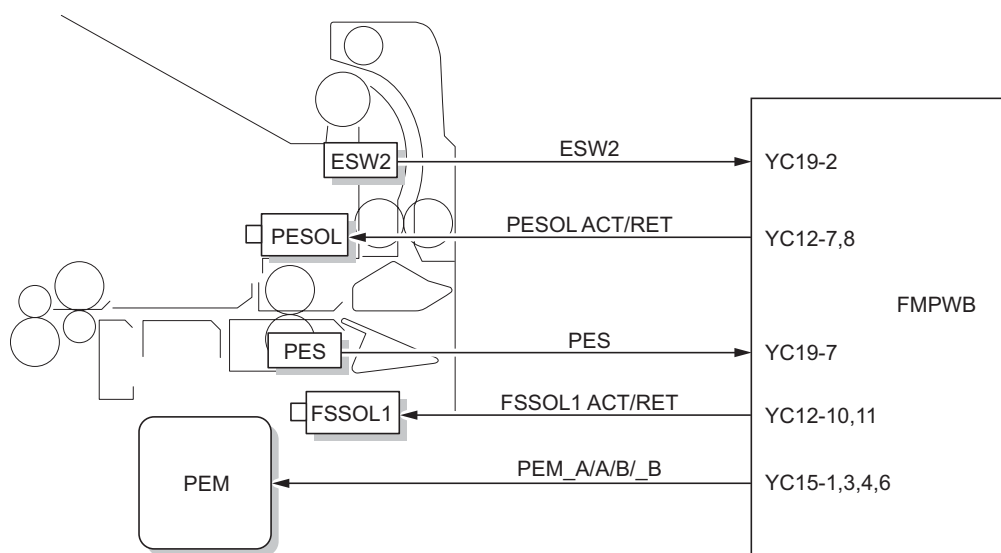 ESW2 ESW2 YC19-2
PESOL PESOL ACT/RET YC12-7,8
FMPWB
PES PES YC19-7
FSSOL1 FSSOL1 ACT/RET YC12-10,11
PEM PEM_A/A/B/_B YC15-1,3,4,6